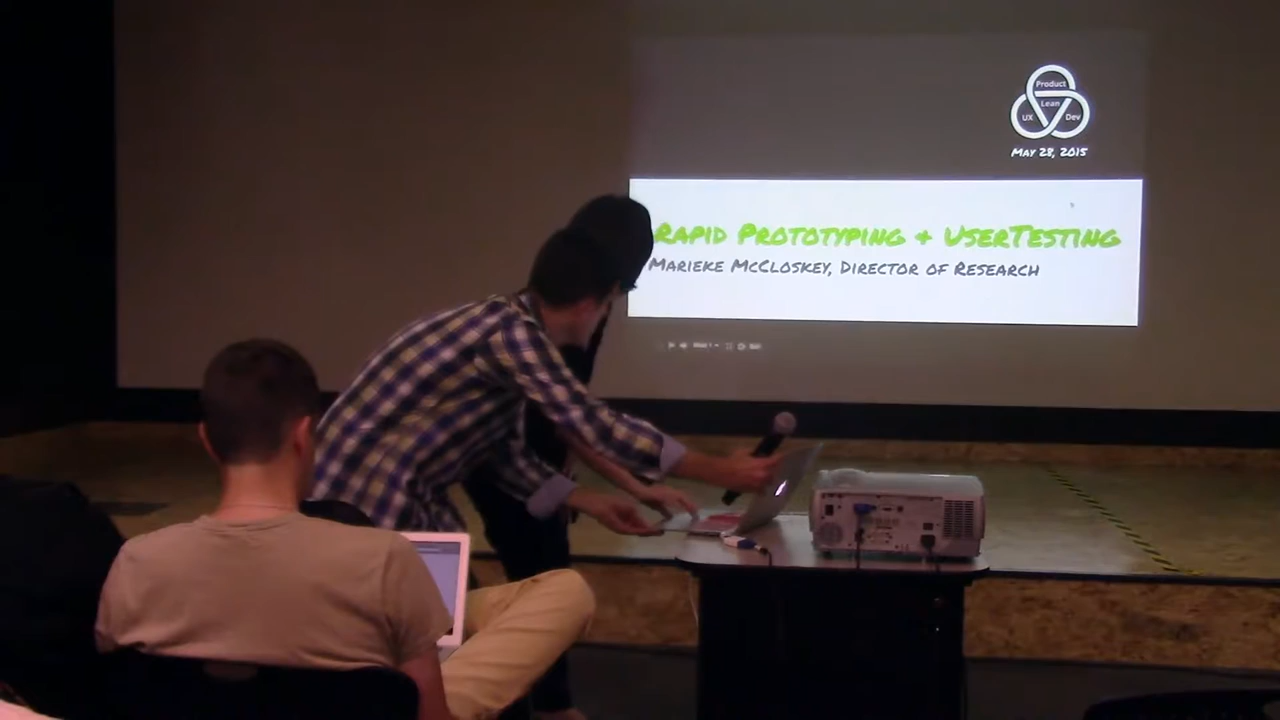 Product
Lean
UX
Dev
MAY 28, 2015
RAPID PROTOTYPING + USERTESTING
MARIEKE MCCLOSKEY, DIRECTOR OF RESEARCH